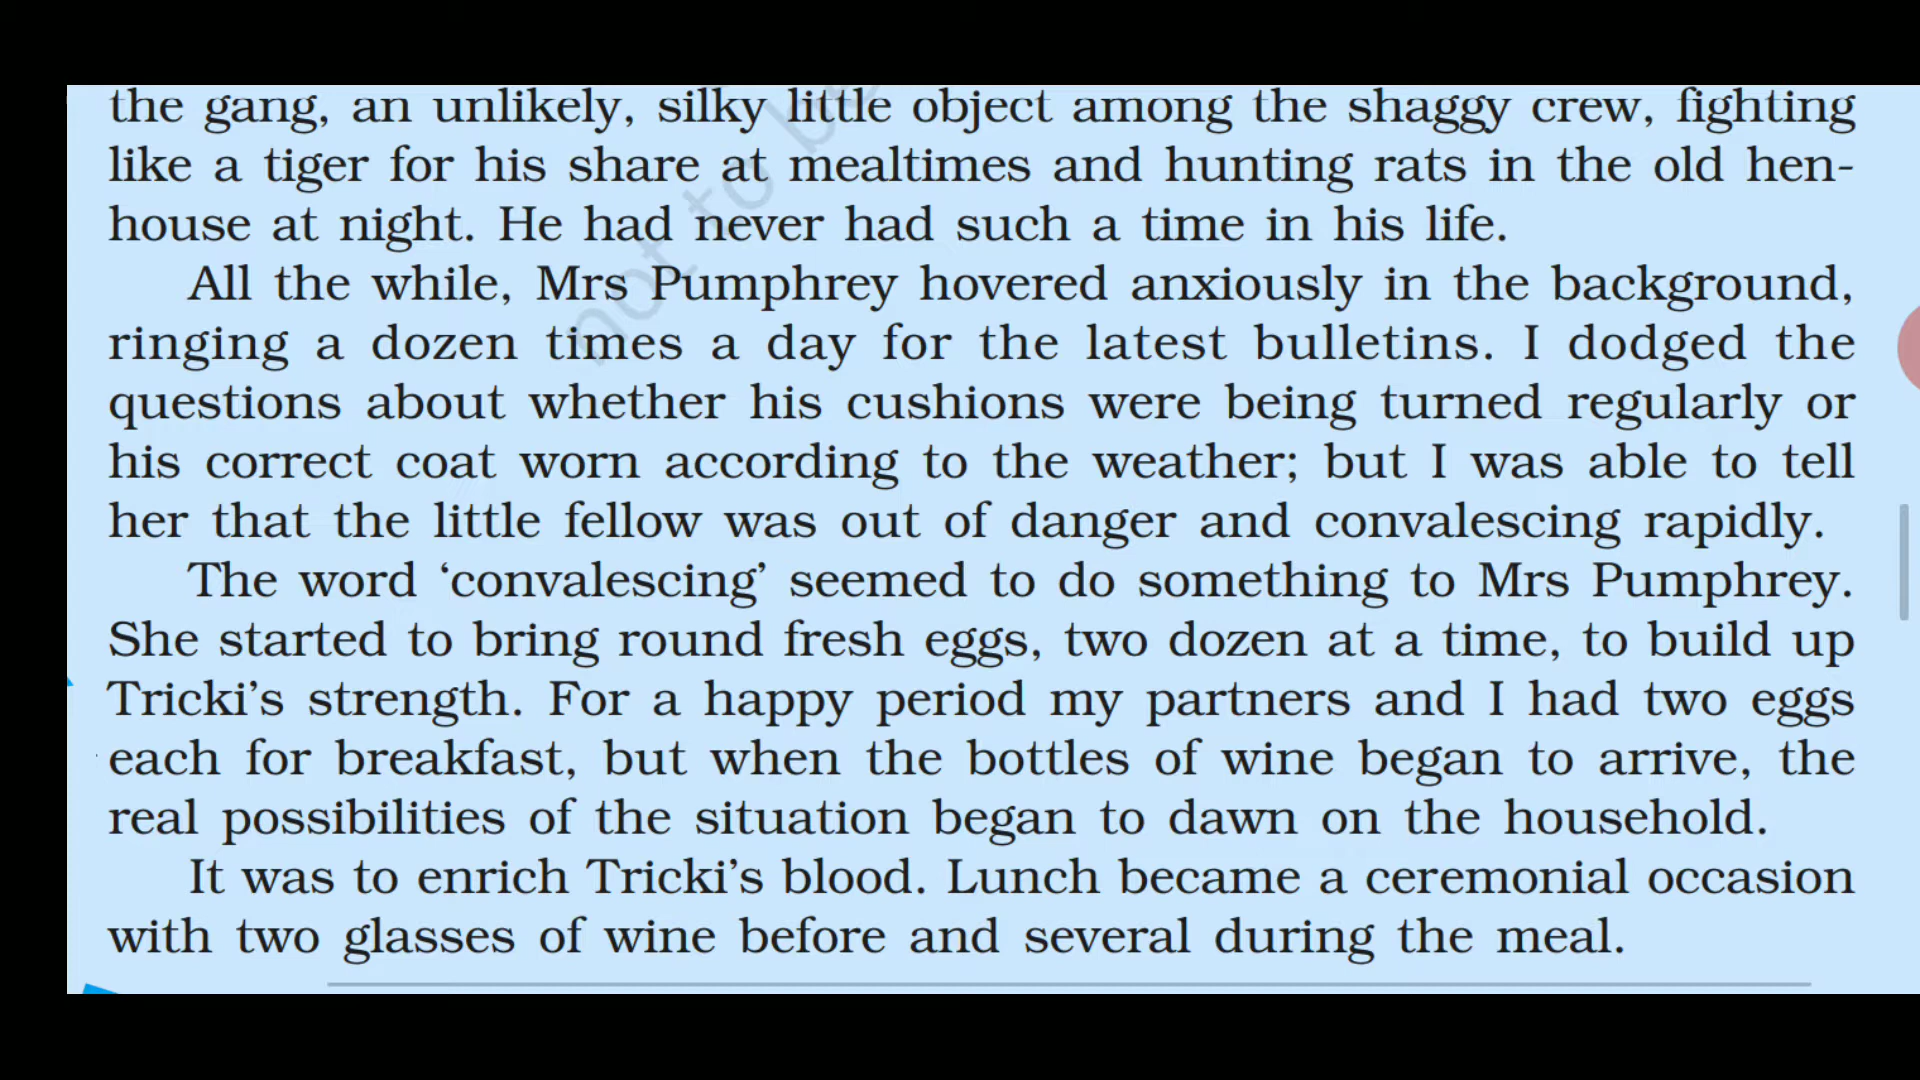 the gang, an unlikely, silky little object among the shaggy crew, fighting
like a tiger for his share at mealtimes and hunting rats in the old hen-
house at night. He had never had such a time in his life.
All the while, Mrs Pumphrey hovered anxiously in the background,
ringing a dozen times a day for the latest bulletins. I dodged the
questions about whether his cushions were being turned regularly or
his correct coat worn according to the weather; but I was able to tell
her that the little fellow was out of danger and convalescing rapidly.
The word ‘convalescing’ seemed to do something to Mrs Pumphrey.
She started to bring round fresh eggs, two dozen at a time, to build up
Tricki’s strength. For a happy period my partners and I had two eggs
each for breakfast, but when the bottles of wine began to arrive, the
real possibilities of the situation began to dawn on the household.
It was to enrich Tricki’s blood. Lunch became a ceremonial occasion
with two glasses of wine before and several during the meal.
not to be